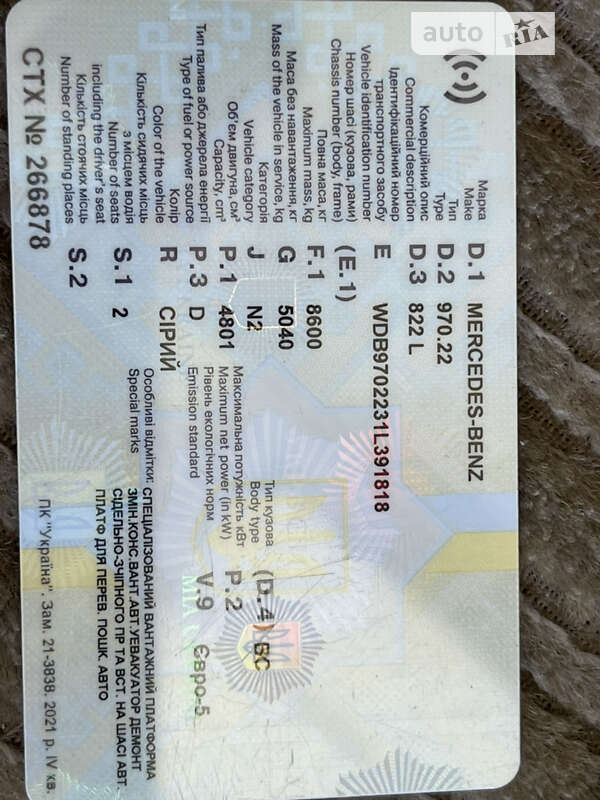 auto RIA
Марка
Make D.1 MERCEDES-BENZ
Тип
Type D.2 970.22
Комерційний опис
Commercial description D.3 822 L
Ідентифікаційний номер
транспортного засобу
Vehicle identification number E WDB9702231L391818
Номер шасі (кузова, рами)
Chassis number (body, frame) (E.1)
Повна маса, кг
Maximum mass, kg F.1 8600
Маса без навантаження, кг
Mass of the vehicle in service, kg G 5040
Категорія
Vehicle category J N2
Об'єм двигуна, см³
Capacity, cm³ P.1 4801
Тип палива або джерела енергії
Type of fuel or power source P.3 D
Колір
Color of the vehicle R СІРИЙ
Кількість сидячих місць
з місцем водія
Number of seats
including the driver's seat S.1 2
Кількість стоячих місць
Number of standing places S.2
СТХ № 266878
Тип кузова
Body type (D.4) ВС
Максимальна потужність кВт
Maximum net power (in kW) P.2
Рівень екологічних норм
Emission standard V.9 Євро-5
Особливі відмітки:
Special marks
СПЕЦІАЛІЗОВАНИЙ ВАНТАЖНИЙ ПЛАТФОРМА
ЗМІН.КОНС.ВАНТ.АВТ.УЕВАКУАТОР ДЕМОНТ
СІДЕЛЬНО-ЗЧІПНОГО ПР ТА ВСТ. НА ШАСІ АВТ.
ПЛАТФ ДЛЯ ПЕРЕВ. ПОШК. АВТО
ПК "Україна". Зам. 21-3838. 2021 р. IV кв.